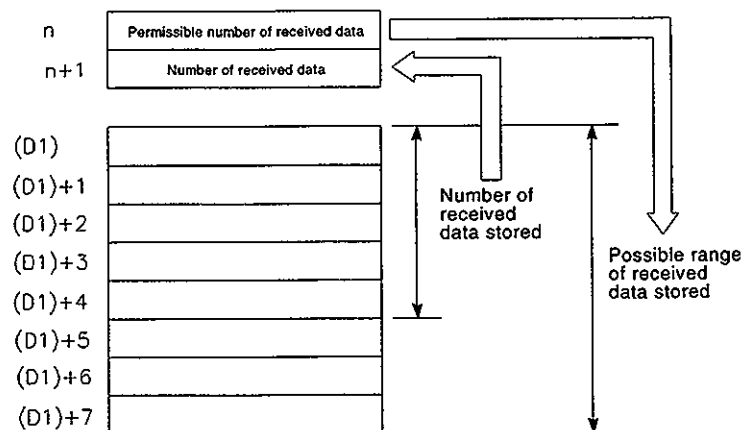 n
Permissible number of received data
n+1
Number of received data
(D1)
(D1)+1
(D1)+2
(D1)+3
(D1)+4
(D1)+5
(D1)+6
(D1)+7
Number of
received
data stored
Possible range
of received
data stored